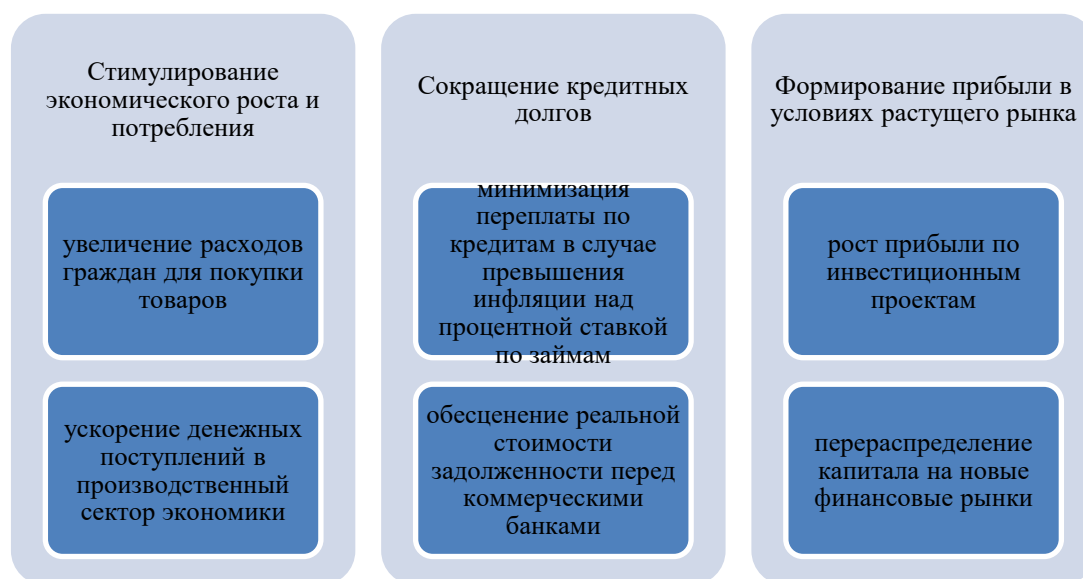 Стимулирование
экономического роста и
потребления
увеличение расходов
граждан для покупки
товаров
ускорение денежных
поступлений в
производственный
сектор экономики
Сокращение кредитных
долгов
минимизация
переплаты по
кредитам в случае
превышения
инфляции над
процентной ставкой
по займам
обесценение реальной
стоимости
задолженности перед
коммерческими
банками
Формирование прибыли в
условиях растущего рынка
рост прибыли по
инвестиционным
проектам
перераспределение
капитала на новые
финансовые рынки